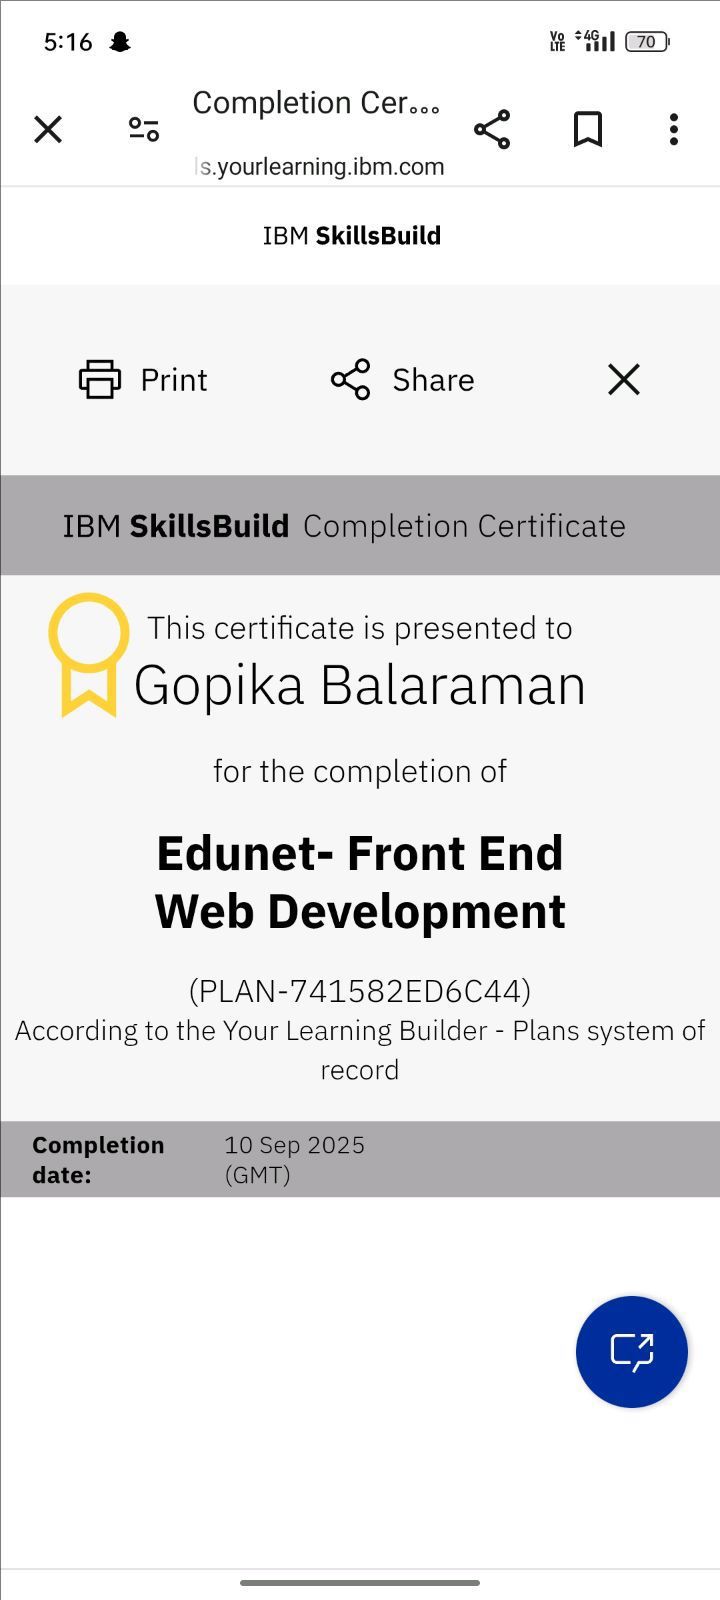 5:16 Vo LTE 4G 70
Completion Cer...
s.yourlearning.ibm.com
IBM SkillsBuild
Print Share
IBM SkillsBuild Completion Certificate
This certificate is presented to
Gopika Balaraman
for the completion of
Edunet- Front End
Web Development
(PLAN-741582ED6C44)
According to the Your Learning Builder - Plans system of
record
Completion date: 10 Sep 2025 (GMT)